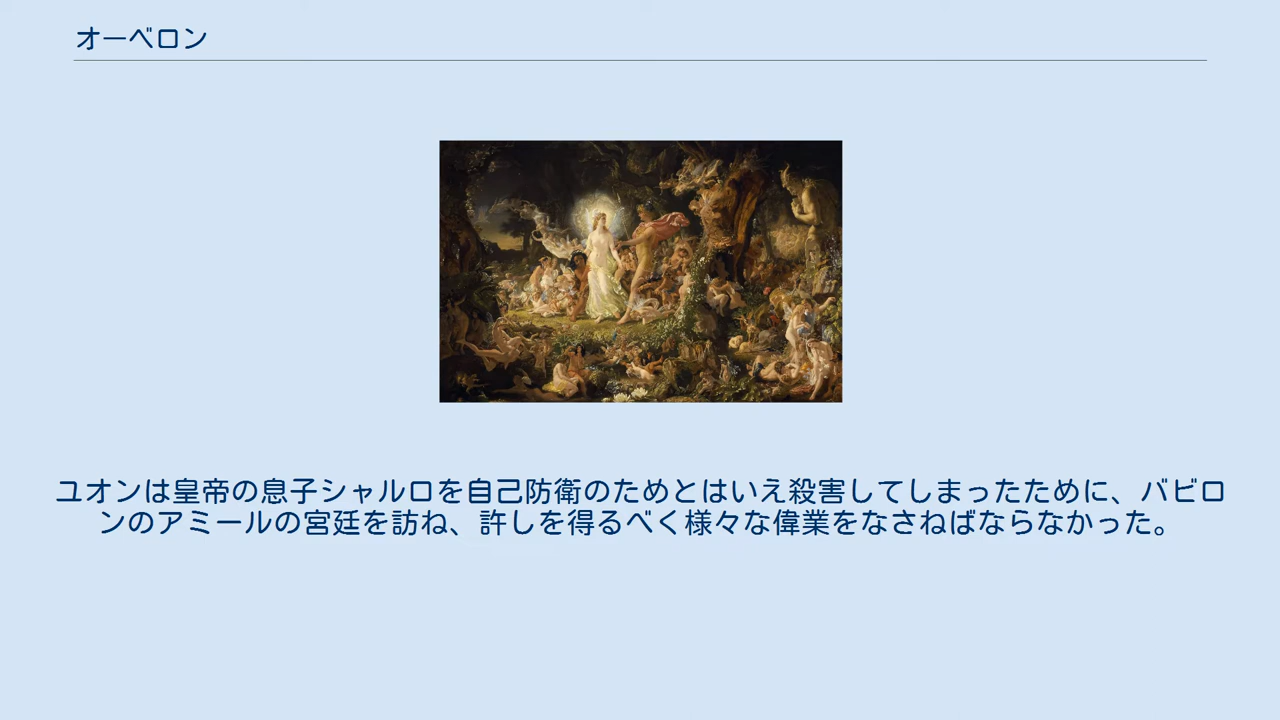 オーベロン
ユオンは皇帝の息子シャルロを自己防衛のためとはいえ殺害してしまったために、バビロ
ンのアミールの宮廷を訪ね、許しを得るべく様々な偉業をなさねばならなかった。